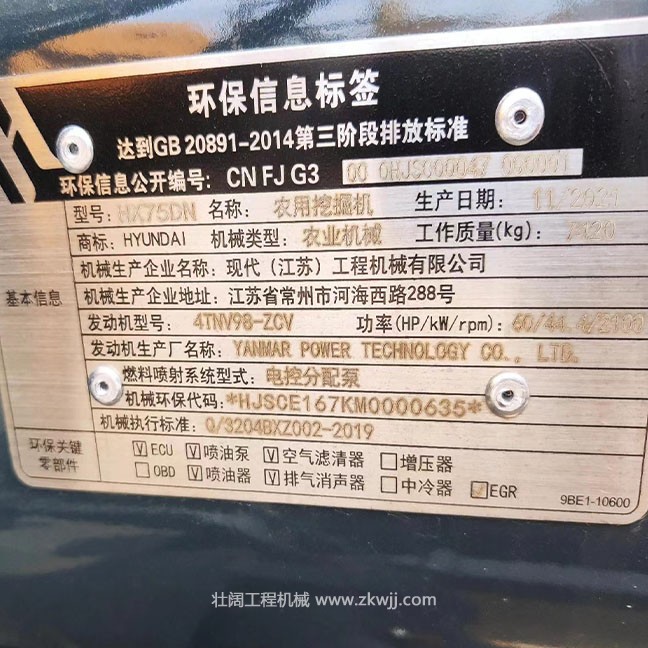 环保信息标签
达到GB 20891-2014第三阶段排放标准
环保信息公开编号: CN FJ G3 00 0HJS000047 000001
型号: HX75DN 名称: 农用挖掘机 生产日期: 11/2021
商标: HYUNDAI 机械类型: 农业机械 工作质量(kg): 7020
机械生产企业名称: 现代(江苏)工程机械有限公司
基本信息
机械生产企业地址: 江苏省常州市河海西路288号
发动机型号: 4TNV98-ZCV 功率(HP/kW/rpm):
发动机生产厂名称: YANMAR POWER TECHNOLOGY CO., LTD.
燃料喷射系统型式: 电控分配泵
机械环保代码: *HJSCE167KM0000635*
机械执行标准: Q/3204BXZ002-2019
环保关键零部件
ECU 喷油泵 空气滤清器 增压器
OBD 喷油器 排气消声器 中冷器 EGR
9BE1-10600
壮阔工程机械 www.zkwjj.com